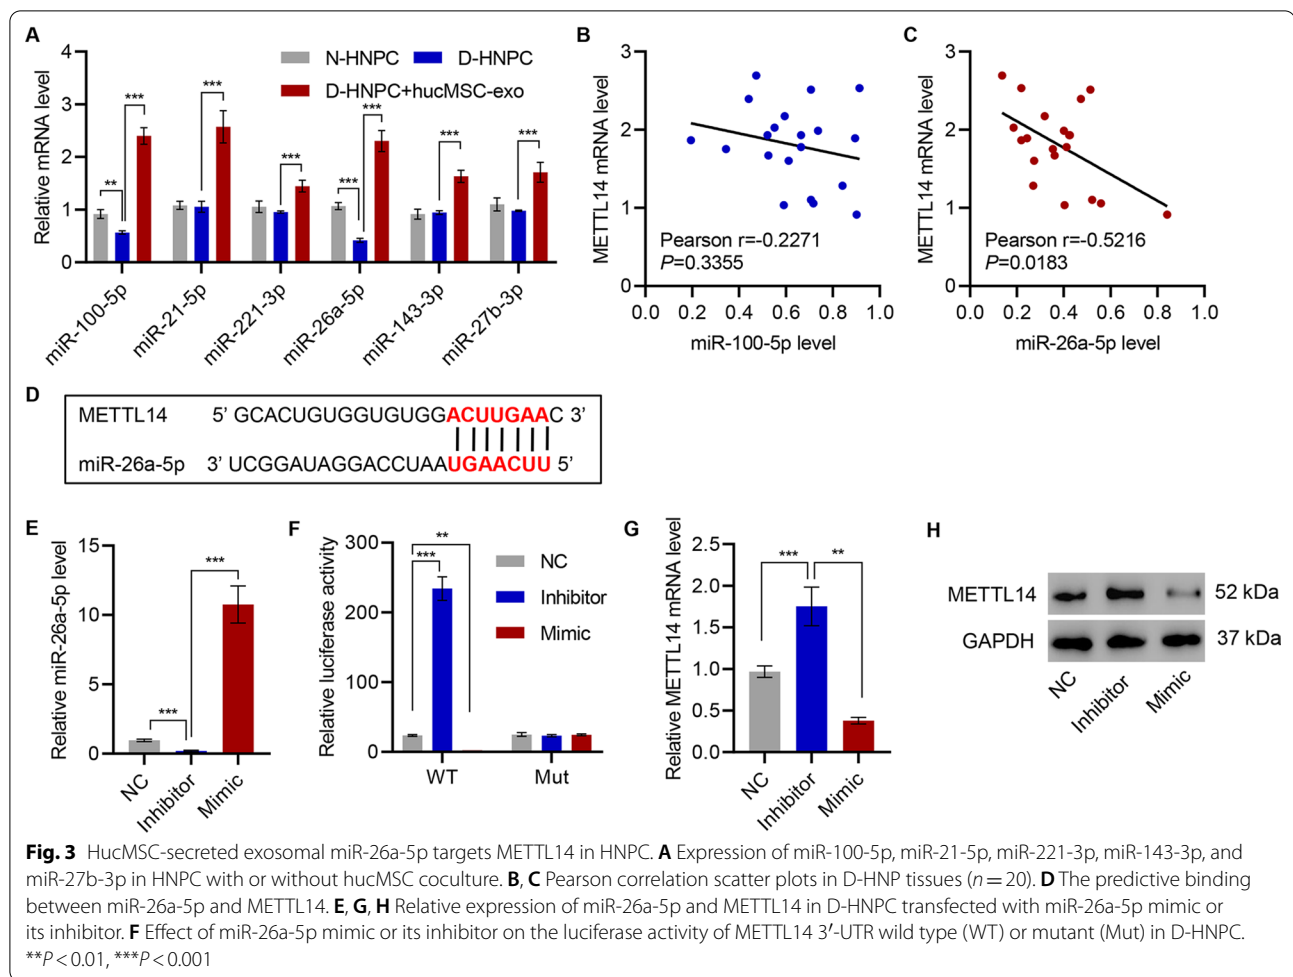 A
Relative mRNA level
4
3
2
1
0
N-HNPC
D-HNPC
D-HNPC+hucMSC-exo
**
***
***
***
***
***
***
***
miR-100-5p
miR-21-5p
miR-221-3p
miR-26a-5p
miR-143-3p
miR-27b-3p
B
METTL14 mRNA level
3
2
1
0
Pearson r=-0.2271
P=0.3355
0.0 0.2 0.4 0.6 0.8 1.0
miR-100-5p level
C
METTL14 mRNA level
3
2
1
0
Pearson r=-0.5216
P=0.0183
0.0 0.2 0.4 0.6 0.8 1.0
miR-26a-5p level
D
METTL14 5’ GCACUGUGGUGUGGACUUGAAC 3’
miR-26a-5p 3’ UCGGAUAGGACCUAAUGAACUU 5’
E
Relative miR-26a-5p level
15
10
5
0
***
***
NC
Inhibitor
Mimic
F
Relative luciferase activity
300
200
100
0
**
***
NC
Inhibitor
Mimic
WT
Mut
G
Relative METTL14 mRNA level
2.5
2.0
1.5
1.0
0.5
0.0
***
**
NC
Inhibitor
Mimic
H
METTL14 52 kDa
GAPDH 37 kDa
NC
Inhibitor
Mimic
Fig. 3 HucMSC-secreted exosomal miR-26a-5p targets METTL14 in HNPC. A Expression of miR-100-5p, miR-21-5p, miR-221-3p, miR-143-3p, and
miR-27b-3p in HNPC with or without hucMSC coculture. B, C Pearson correlation scatter plots in D-HNP tissues (n = 20). D The predictive binding
between miR-26a-5p and METTL14. E, G, H Relative expression of miR-26a-5p and METTL14 in D-HNPC transfected with miR-26a-5p mimic or
its inhibitor. F Effect of miR-26a-5p mimic or its inhibitor on the luciferase activity of METTL14 3′-UTR wild type (WT) or mutant (Mut) in D-HNPC.
**P < 0.01, ***P < 0.001